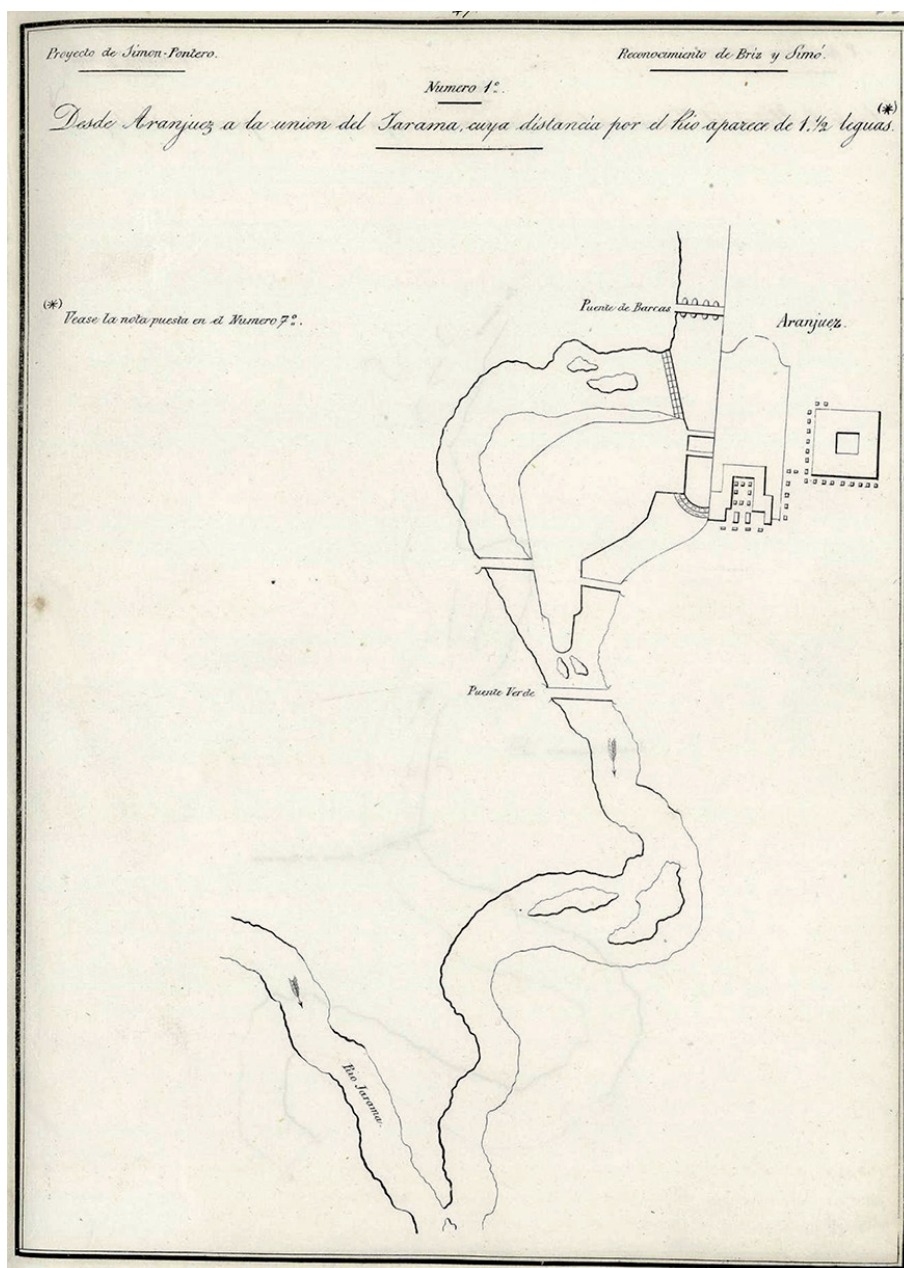 Proyecto de Simon-Pontero.
Reconocimiento de Briz y Simó.
Numero 1º.
Desde Aranjuez a la union del Jarama, cuya distancia por el Rio aparece de 1.½ leguas.(*)
(*) Vease la nota puesta en el Numero 7º.
Puente de Barcas
Aranjuez.
Puente Verde
Rio Jarama.